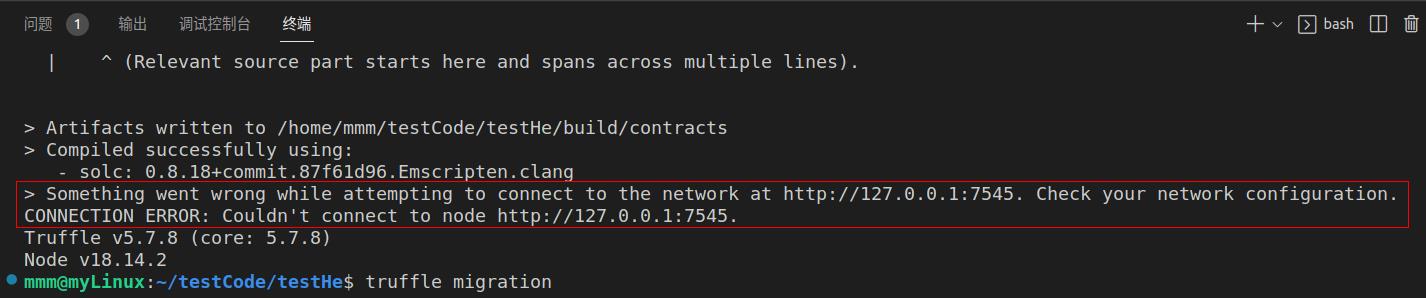 问题 1 输出 调试控制台 终端 bash
| ^ (Relevant source part starts here and spans across multiple lines).
> Artifacts written to /home/mmm/testCode/testHe/build/contracts
> Compiled successfully using:
- solc: 0.8.18+commit.87f61d96.Emscripten.clang
> Something went wrong while attempting to connect to the network at http://127.0.0.1:7545. Check your network configuration.
CONNECTION ERROR: Couldn't connect to node http://127.0.0.1:7545.
Truffle v5.7.8 (core: 5.7.8)
Node v18.14.2
mmm@myLinux:~/testCode/testHe$ truffle migration